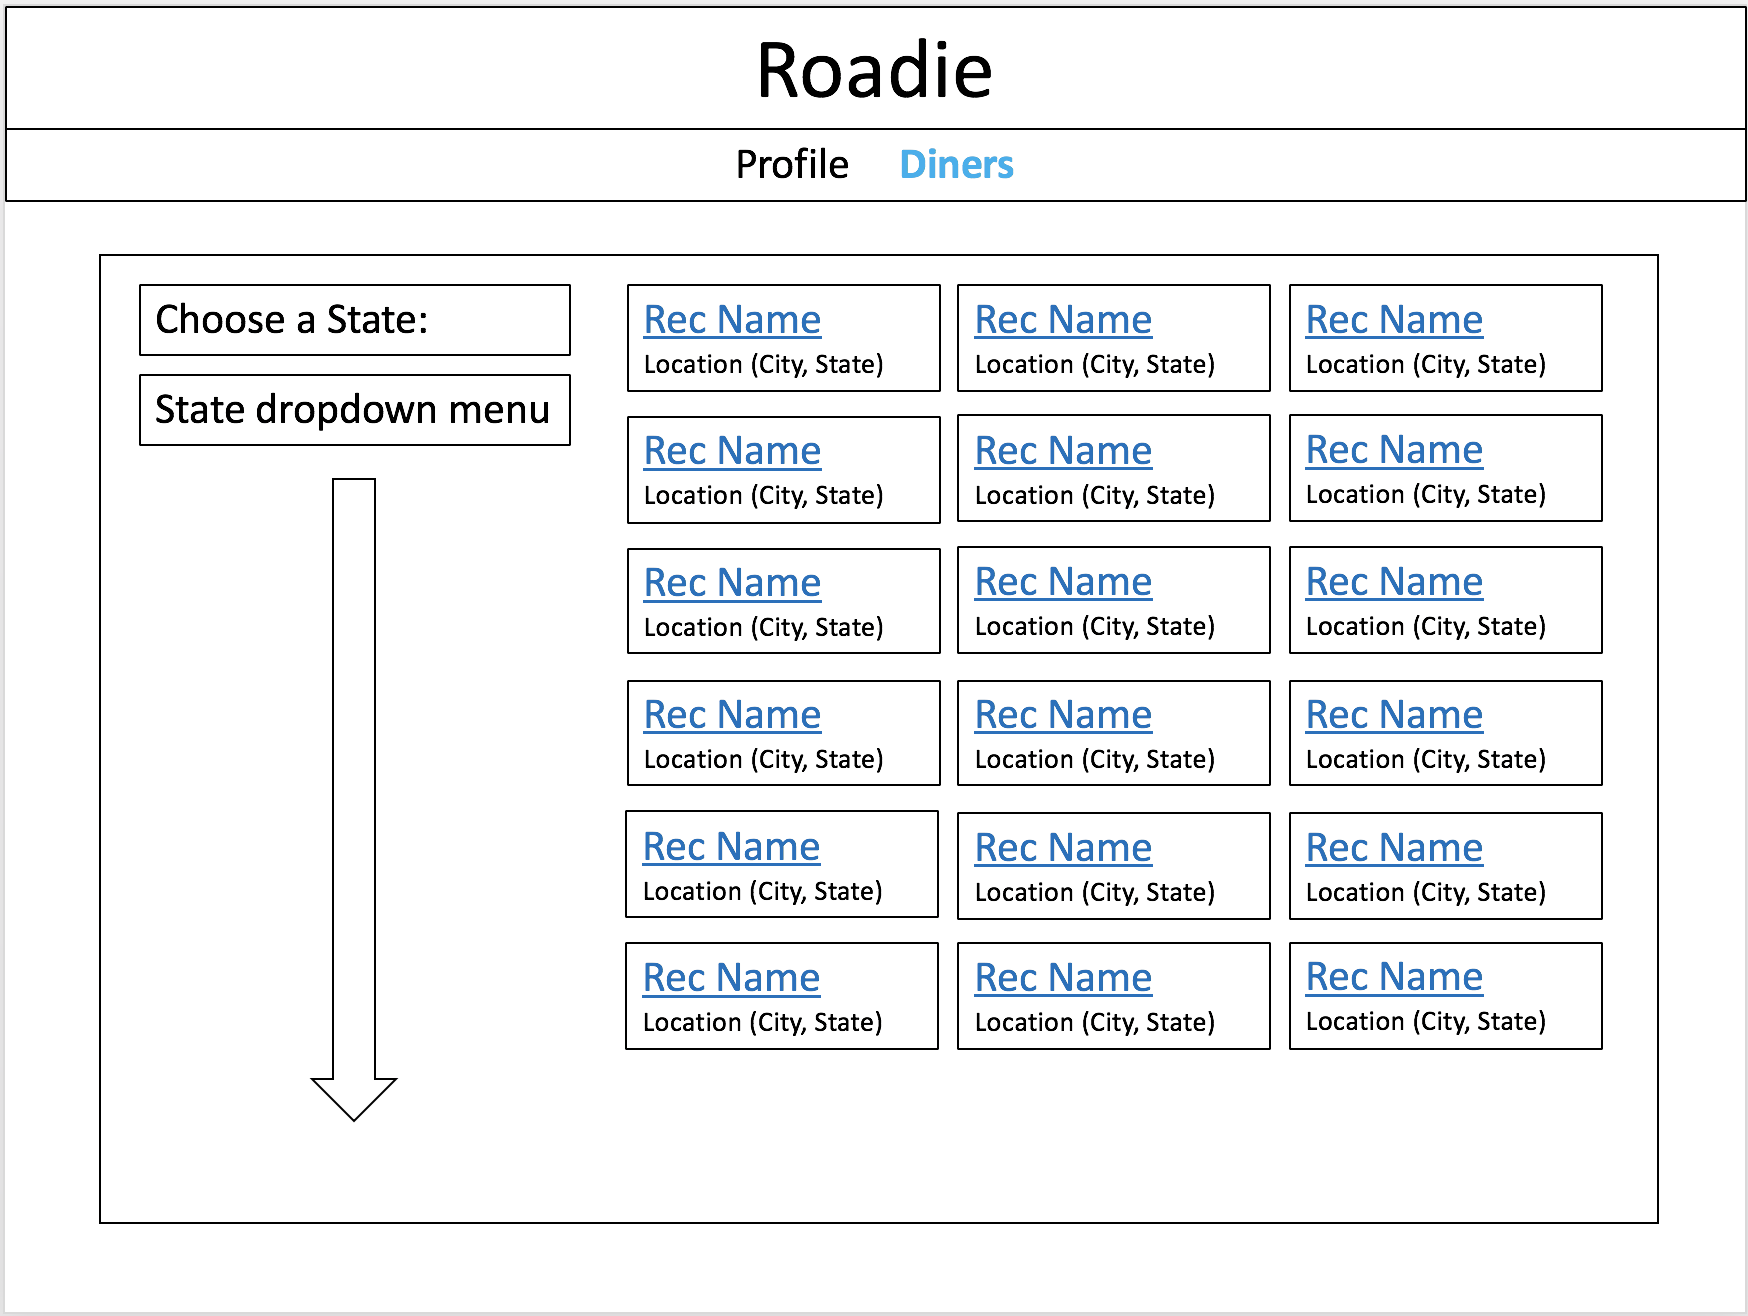 Roadie
Profile Diners
Choose a State:
State dropdown menu
Rec Name
Location (City, State)
Rec Name
Location (City, State)
Rec Name
Location (City, State)
Rec Name
Location (City, State)
Rec Name
Location (City, State)
Rec Name
Location (City, State)
Rec Name
Location (City, State)
Rec Name
Location (City, State)
Rec Name
Location (City, State)
Rec Name
Location (City, State)
Rec Name
Location (City, State)
Rec Name
Location (City, State)
Rec Name
Location (City, State)
Rec Name
Location (City, State)
Rec Name
Location (City, State)
Rec Name
Location (City, State)
Rec Name
Location (City, State)
Rec Name
Location (City, State)